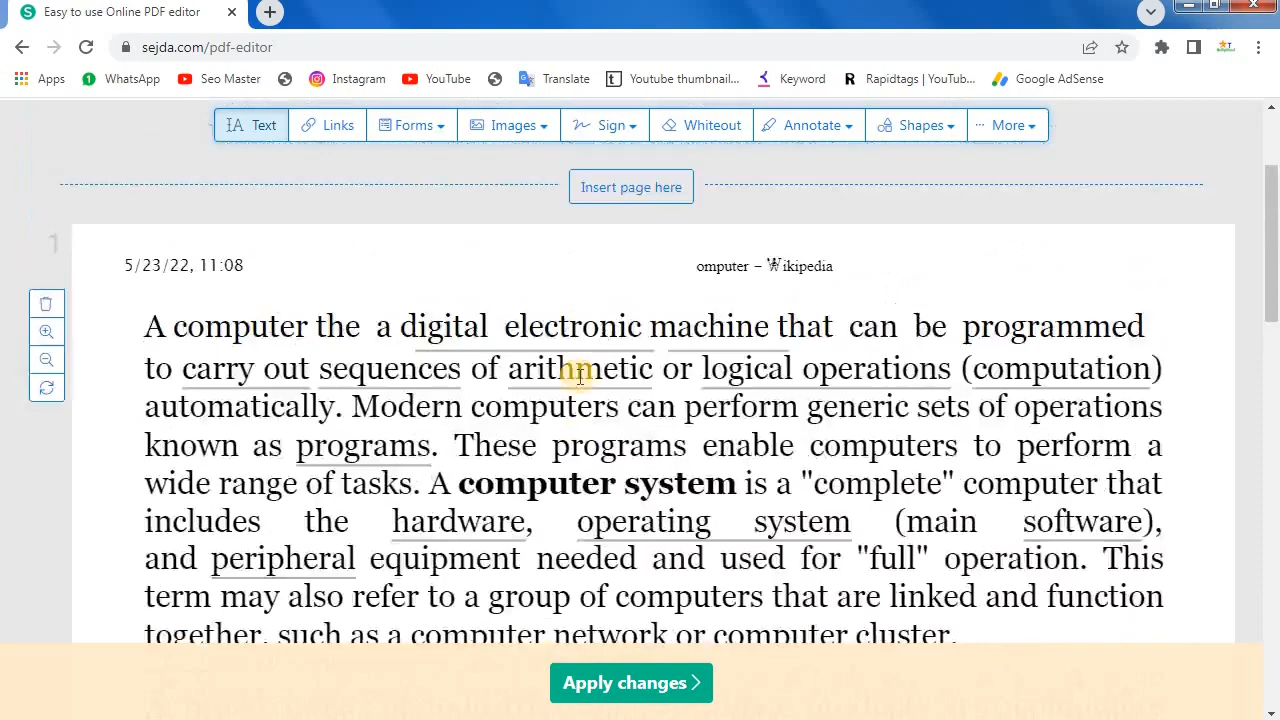 Easy to use Online PDF editor
sejda.com/pdf-editor
Apps WhatsApp Seo Master Instagram YouTube Translate Youtube thumbnail... Keyword Rapidtags | YouTub... Google AdSense
Text Links Forms Images Sign Whiteout Annotate Shapes More
Insert page here
1
5/23/22, 11:08 omputer – Wikipedia
A computer the a digital electronic machine that can be programmed
to carry out sequences of arithmetic or logical operations (computation)
automatically. Modern computers can perform generic sets of operations
known as programs. These programs enable computers to perform a
wide range of tasks. A computer system is a "complete" computer that
includes the hardware, operating system (main software),
and peripheral equipment needed and used for "full" operation. This
term may also refer to a group of computers that are linked and function
together, such as a computer network or computer cluster.
Apply changes